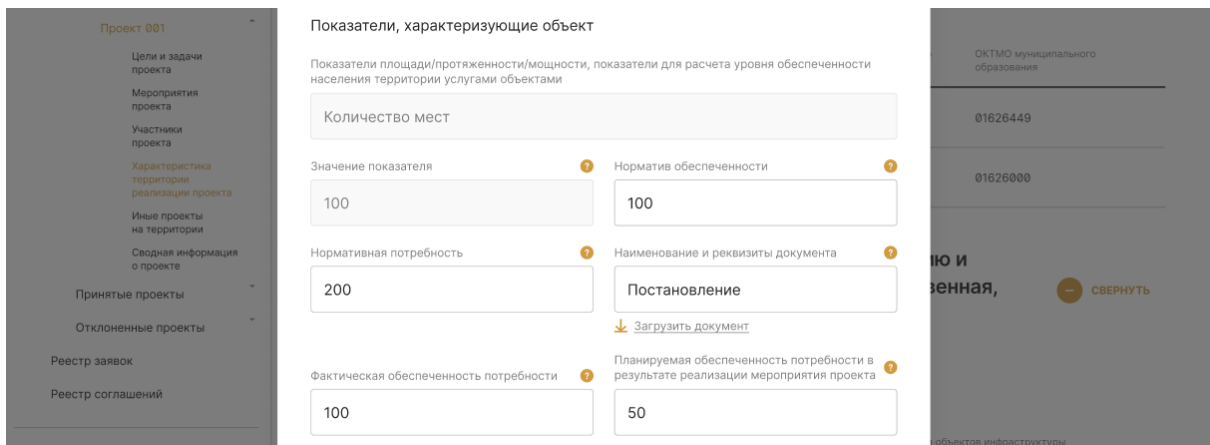 Проект 001
Цели и задачи
проекта
Мероприятия
проекта
Участники
проекта
Характеристика
территории
реализации проекта
Иные проекты
на территории
Сводная информация
о проекте
Принятые проекты
Отклоненные проекты
Реестр заявок
Реестр соглашений
Показатели, характеризующие объект
Показатели площади/протяженности/мощности, показатели для расчета уровня обеспеченности
населения территории услугами объектами
Количество мест
Значение показателя
100
Норматив обеспеченности
100
Нормативная потребность
200
Наименование и реквизиты документа
Постановление
Загрузить документ
Фактическая обеспеченность потребности
100
Планируемая обеспеченность потребности в
результате реализации мероприятия проекта
50
ОКТМО муниципального
образования
01626449
01626000
ию и
венная,
СВЕРНУТЬ
объектов инфраструктуры